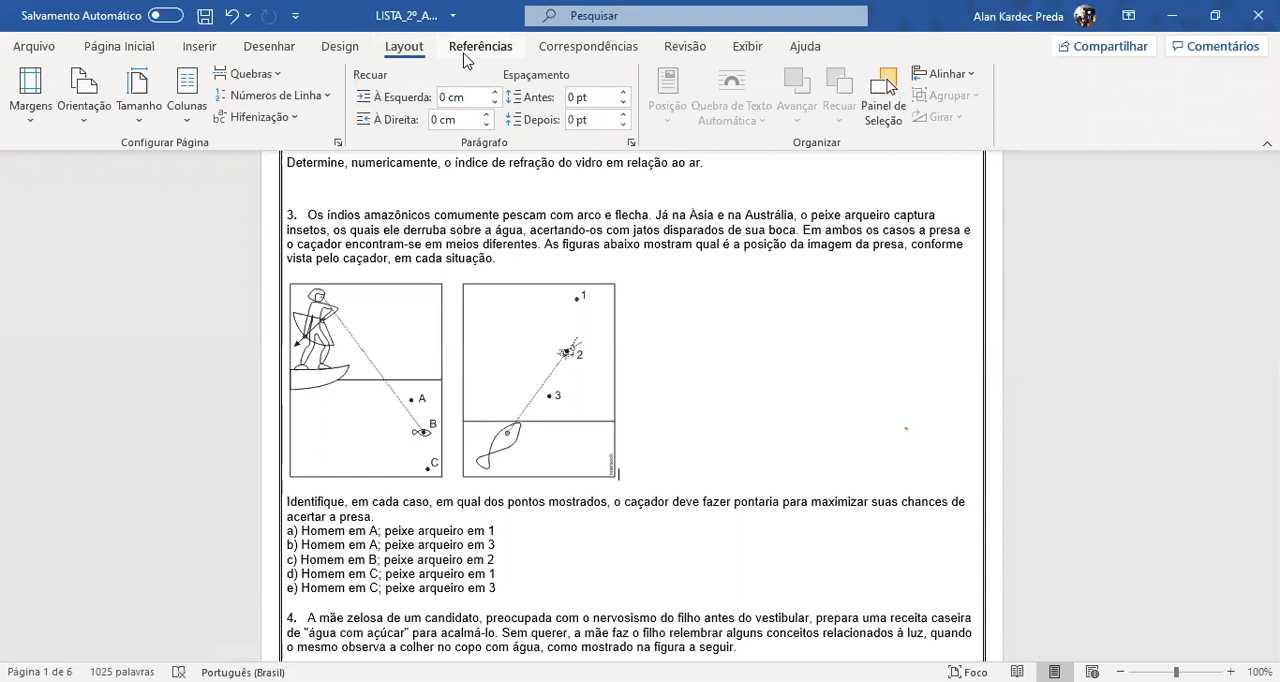 Salvamento Automático
LISTA_2º_A...
Pesquisar
Alan Kardec Preda
Arquivo Página Inicial Inserir Desenhar Design Layout Referências Correspondências Revisão Exibir Ajuda
Compartilhar Comentários
Margens Orientação Tamanho Colunas
Quebras
Números de Linha
Hifenização
Configurar Página
Recuar
À Esquerda: 0 cm
À Direita: 0 cm
Espaçamento
Antes: 0 pt
Depois: 0 pt
Parágrafo
Posição
Quebra de Texto
Automática
Avançar
Recuar
Painel de
Seleção
Alinhar
Agrupar
Girar
Organizar
Determine, numericamente, o índice de refração do vidro em relação ao ar.
3. Os índios amazônicos comumente pescam com arco e flecha. Já na Àsia e na Austrália, o peixe arqueiro captura
insetos, os quais ele derruba sobre a água, acertando-os com jatos disparados de sua boca. Em ambos os casos a presa e
o caçador encontram-se em meios diferentes. As figuras abaixo mostram qual é a posição da imagem da presa, conforme
vista pelo caçador, em cada situação.
A
B
C
1
2
3
Identifique, em cada caso, em qual dos pontos mostrados, o caçador deve fazer pontaria para maximizar suas chances de
acertar a presa.
a) Homem em A; peixe arqueiro em 1
b) Homem em A; peixe arqueiro em 3
c) Homem em B; peixe arqueiro em 2
d) Homem em C; peixe arqueiro em 1
e) Homem em C; peixe arqueiro em 3
4. A mãe zelosa de um candidato, preocupada com o nervosismo do filho antes do vestibular, prepara uma receita caseira
de “água com açúcar” para acalmá-lo. Sem querer, a mãe faz o filho relembrar alguns conceitos relacionados à luz, quando
o mesmo observa a colher no copo com água, como mostrado na figura a seguir.
Página 1 de 6 1025 palavras Português (Brasil) Foco 100%